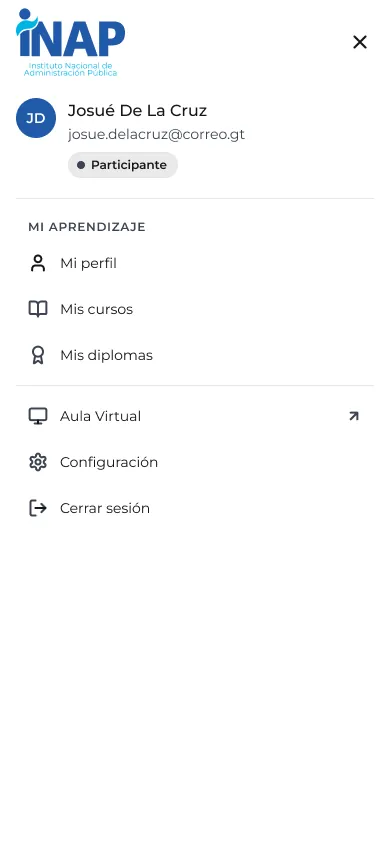 iNAP
Instituto Nacional de
Administración Pública
JD
Josué De La Cruz
josue.delacruz@correo.gt
Participante
MI APRENDIZAJE
Mi perfil
Mis cursos
Mis diplomas
Aula Virtual
Configuración
Cerrar sesión